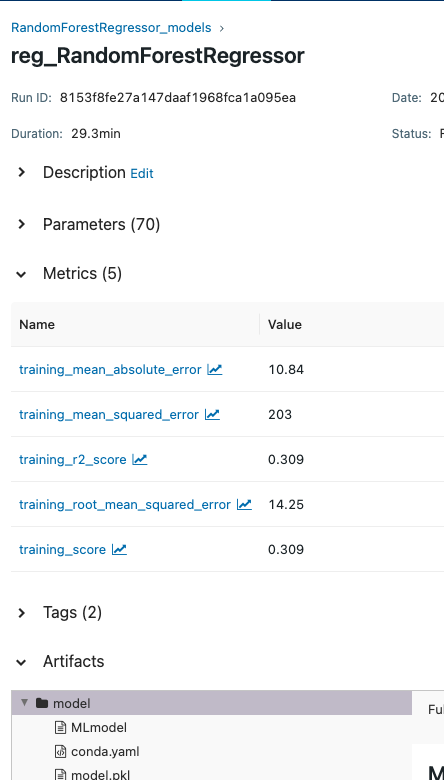 RandomForestRegressor_models ›
reg_RandomForestRegressor
Run ID: 8153f8fe27a147daaf1968fca1a095ea Date: 20
Duration: 29.3min Status: F
Description Edit
Parameters (70)
Metrics (5)
Name Value
training_mean_absolute_error 10.84
training_mean_squared_error 203
training_r2_score 0.309
training_root_mean_squared_error 14.25
training_score 0.309
Tags (2)
Artifacts
model Ful
MLmodel
conda.yaml
model.pkl M